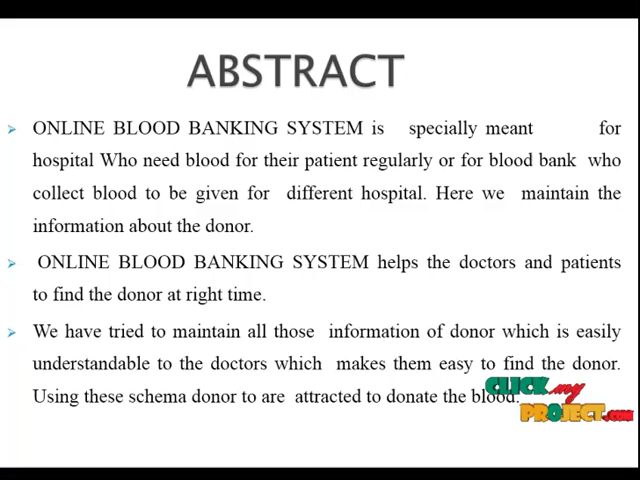 ABSTRACT
ONLINE BLOOD BANKING SYSTEM is specially meant for
hospital Who need blood for their patient regularly or for blood bank who
collect blood to be given for different hospital. Here we maintain the
information about the donor.
ONLINE BLOOD BANKING SYSTEM helps the doctors and patients
to find the donor at right time.
We have tried to maintain all those information of donor which is easily
understandable to the doctors which makes them easy to find the donor.
Using these schema donor to are attracted to donate the blood.
CLICK my
PROJECT.COM